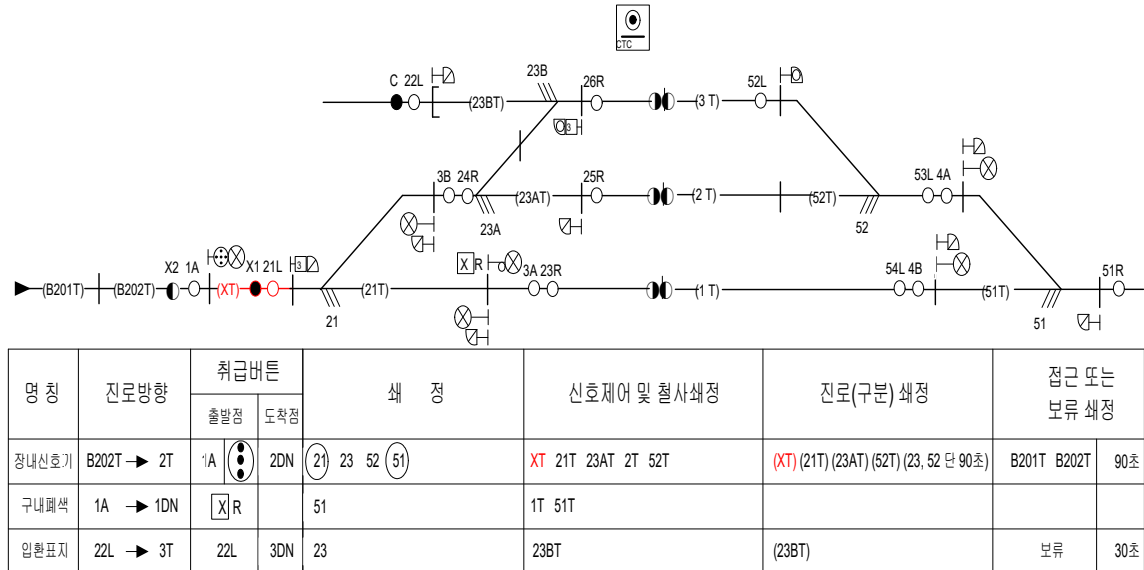 CTC
C 22L
(23BT)
23B
26R
(3 T)
52L
3
3B 24R
(23AT)
25R
(2 T)
(52T)
53L 4A
23A
52
(B201T)
(B202T)
X2 1A
(XT)
X1 21L
3
(21T)
X R
3A 23R
(1 T)
54L 4B
(51T)
51R
21
51
명 칭 진로방향 취급버튼 쇄 정 신호제어 및 철사쇄정 진로(구분) 쇄정 접근 또는
보류 쇄정
출발점 도착점
장내신호기 B202T 2T 1A 2DN 21 23 52 51 XT 21T 23AT 2T 52T (XT) (21T) (23AT) (52T) (23, 52 단 90초) B201T B202T 90초
구내폐색 1A 1DN X R 51 1T 51T
입환표지 22L 3T 22L 3DN 23 23BT (23BT) 보류 30초